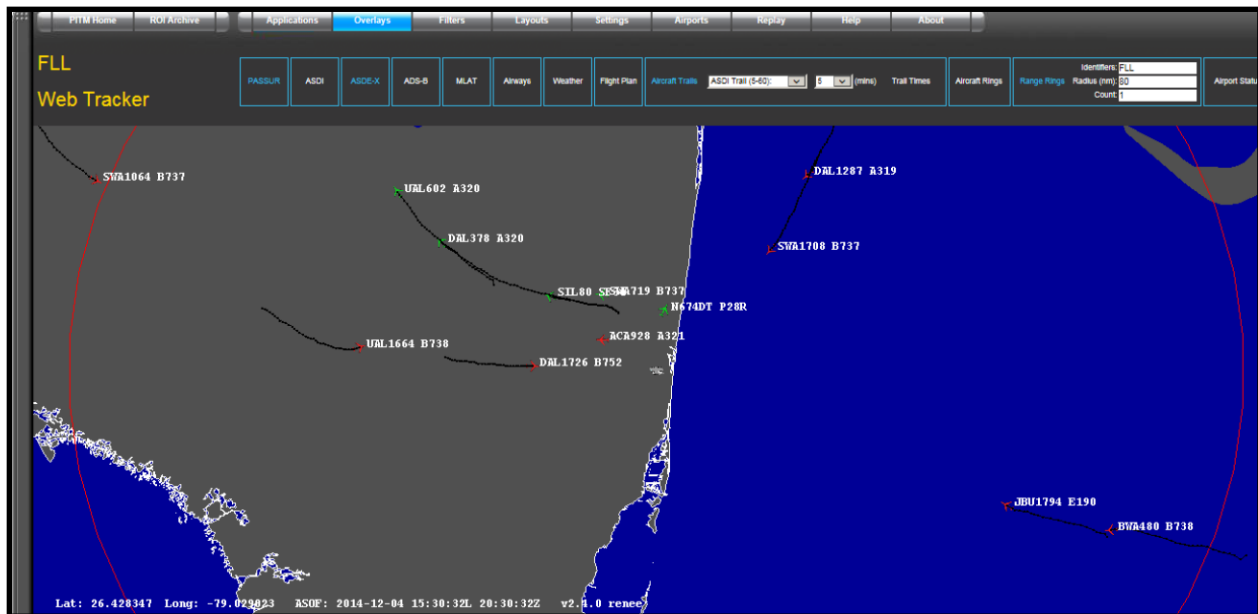 PITM Home ROI Archive Applications Overlays Filters Layouts Settings Airports Replay Help About
FLL
Web Tracker
PASSUR ASDI ASDE-X ADS-B MLAT Airways Weather Flight Plan Aircraft Trails ASDI Trail (5-60): 5 (mins) Trail Times Aircraft Rings Range Rings
Identifiers: FLL
Radius (nm): 80
Count: 1
Airport Statu
SWA1064 B737
DAL1287 A319
UAL602 A320
DAL378 A320
SWA1708 B737
SIL80
SWA719 B737
N674DT P28R
ACA928 A321
UAL1664 B738
DAL1726 B752
JBU1794 E190
BWA480 B738
Lat: 26.428347 Long: -79.029023 ASOF: 2014-12-04 15:30:32L 20:30:32Z v2.4.0 renee